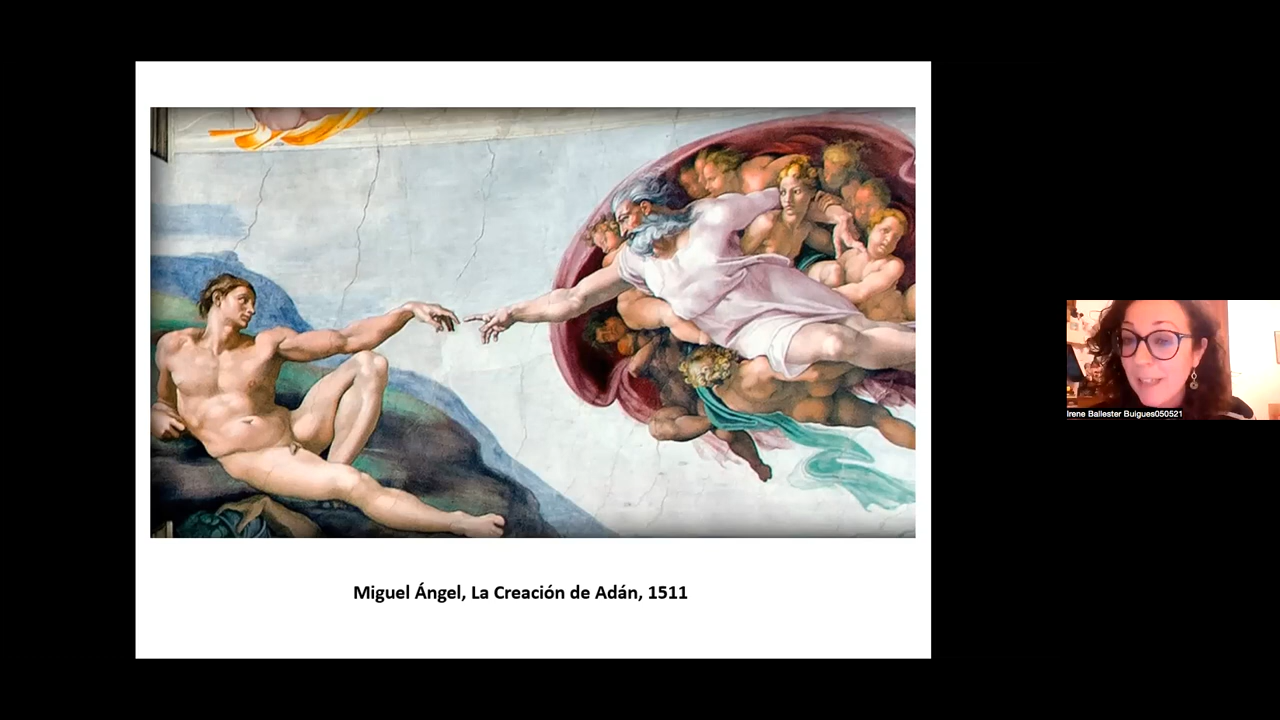 Miguel Ángel, La Creación de Adán, 1511
Irene Ballester Buigues050521